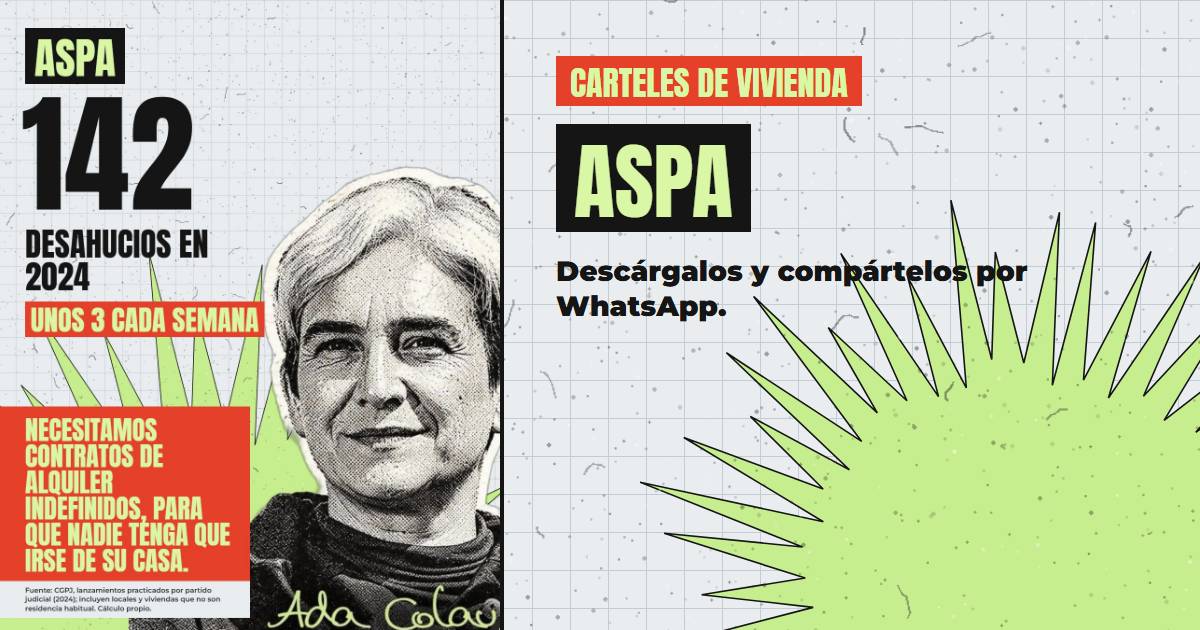 ASPA
142
DESAHUCIOS EN
2024
UNOS 3 CADA SEMANA
NECESITAMOS
CONTRATOS DE
ALQUILER
INDEFINIDOS, PARA
QUE NADIE TENGA QUE
IRSE DE SU CASA.
Fuente: CGPJ, lanzamientos practicados por partido
judicial (2024); incluyen locales y viviendas que no son
residencia habitual. Cálculo propio.
Ada Colau
CARTELES DE VIVIENDA
ASPA
Descárgalos y compártelos por
WhatsApp.